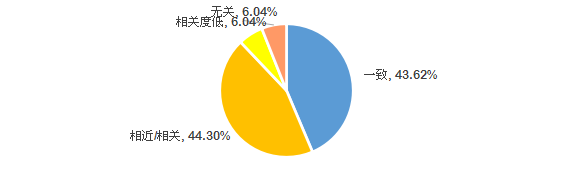 无关, 6.04%
相关度低, 6.04%
一致, 43.62%
相近/相关, 44.30%